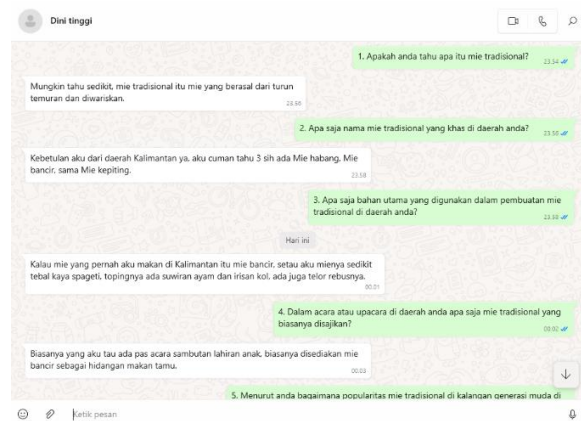 Dini tinggi
1. Apakah anda tahu apa itu mie tradisional?
23.54
Mungkin tahu sedikit, mie tradisional itu mie yang berasal dari turun
temuran dan diwariskan.
23.56
2. Apa saja nama mie tradisional yang khas di daerah anda?
23.56
Kebetulan aku dari daerah Kalimantan ya, aku cuman tahu 3 sih ada Mie habang, Mie
bancir, sama Mie kepiting.
23.58
3. Apa saja bahan utama yang digunakan dalam pembuatan mie
tradisional di daerah anda?
23.58
Hari ini
Kalau mie yang pernah aku makan di Kalimantan itu mie bancir, setau aku mienya sedikit
tebal kaya spageti, topingnya ada suwiran ayam dan irisan kol, ada juga telor rebusnya.
00.01
4. Dalam acara atau upacara di daerah anda apa saja mie tradisional yang
biasanya disajikan?
00.02
Biasanya yang aku tau ada pas acara sambutan lahiran anak, biasanya disediakan mie
bancir sebagai hidangan makan tamu.
00.03
5. Menurut anda bagaimana popularitas mie tradisional di kalangan generasi muda di
Ketik pesan